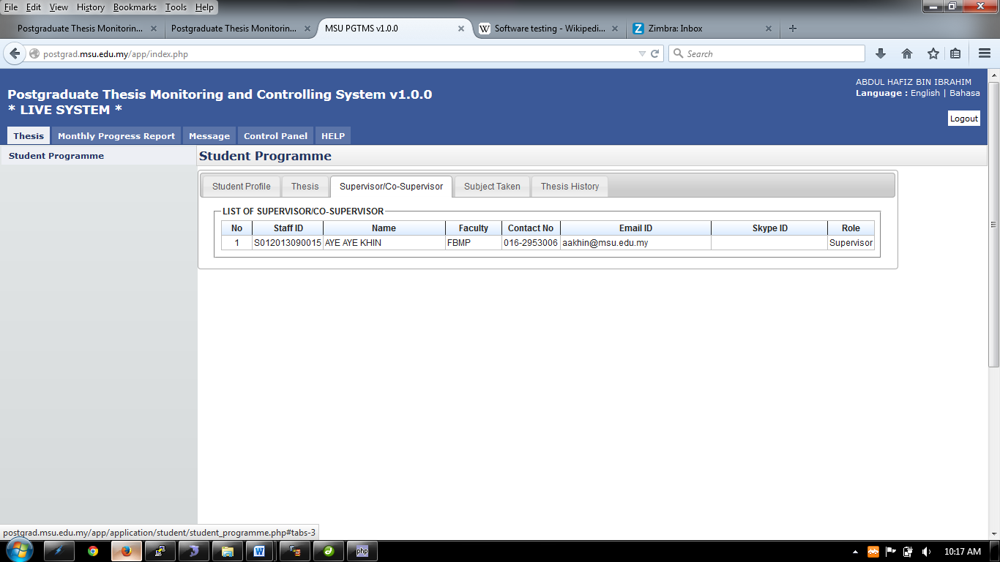 File Edit View History Bookmarks Tools Help
Postgraduate Thesis Monitorin... × Postgraduate Thesis Monitorin... × MSU PGTMS v1.0.0 × W Software testing - Wikipedi... × Z Zimbra: Inbox × +
postgrad.msu.edu.my/app/index.php Search
ABDUL HAFIZ BIN IBRAHIM
Language : English | Bahasa
Postgraduate Thesis Monitoring and Controlling System v1.0.0
* LIVE SYSTEM *
Logout
Thesis Monthly Progress Report Message Control Panel HELP
Student Programme
Student Programme
Student Profile Thesis Supervisor/Co-Supervisor Subject Taken Thesis History
LIST OF SUPERVISOR/CO-SUPERVISOR
No Staff ID Name Faculty Contact No Email ID Skype ID Role
1 S012013090015 AYE AYE KHIN FBMP 016-2953006 aakhin@msu.edu.my Supervisor
postgrad.msu.edu.my/app/application/student/student_programme.php#tabs-3
W php 10:17 AM